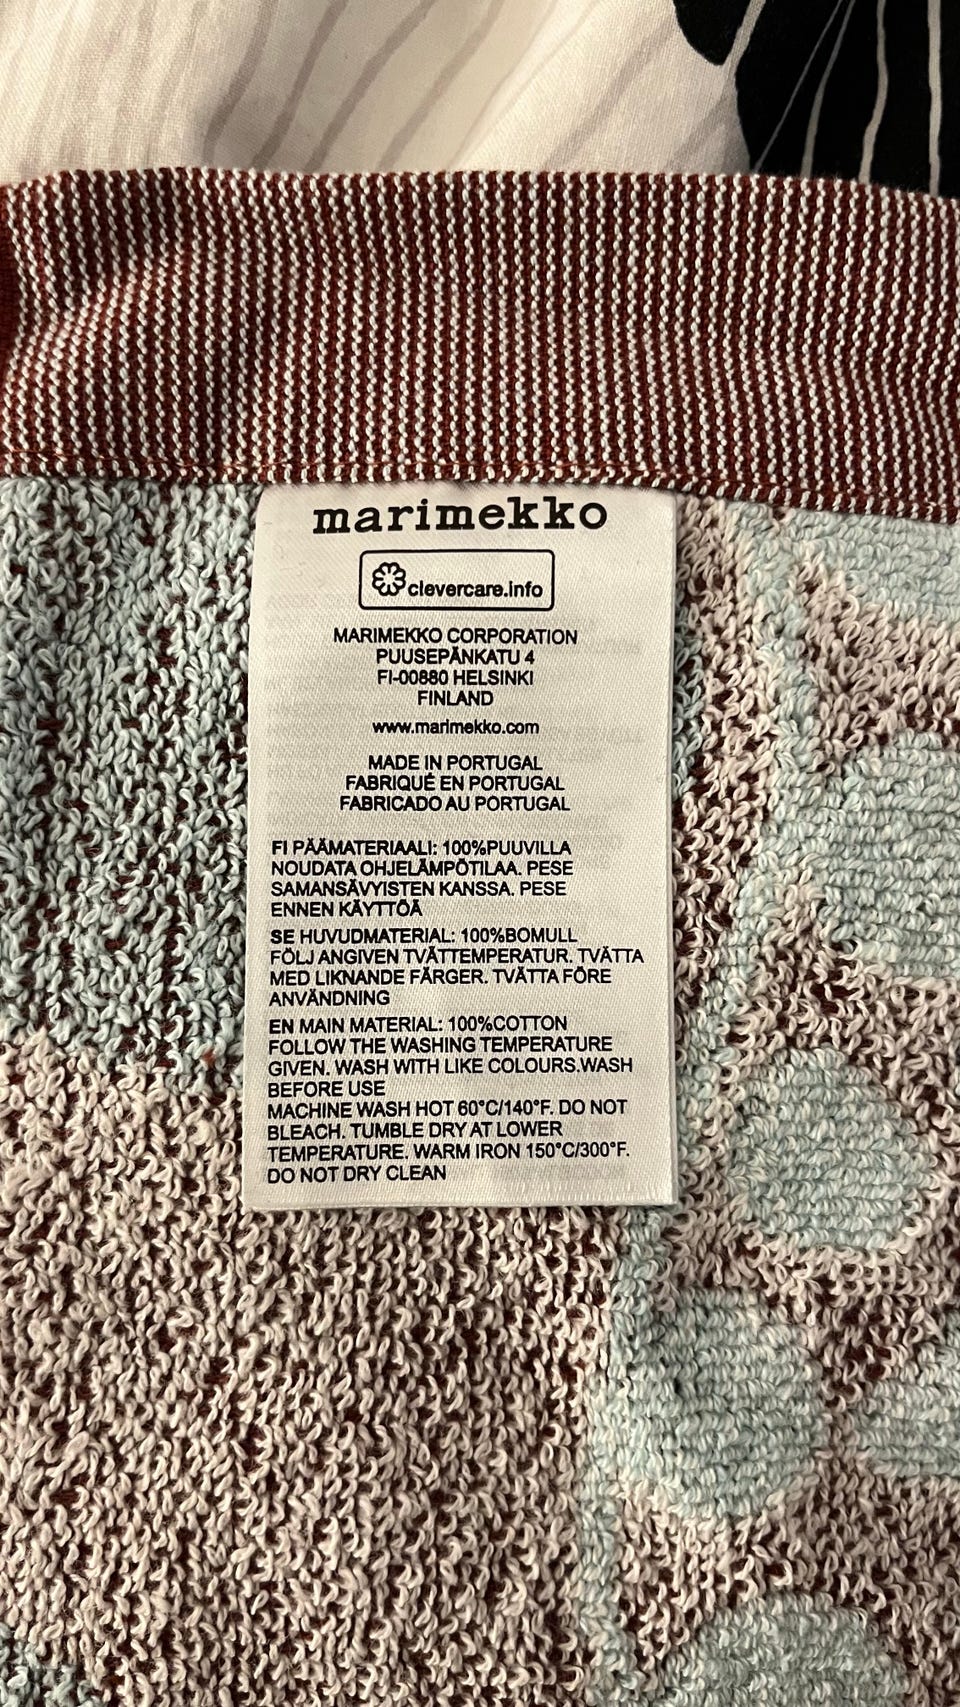 marimekko
clevercare.info
MARIMEKKO CORPORATION
PUUSEPÄNKATU 4
FI-00880 HELSINKI
FINLAND
www.marimekko.com
MADE IN PORTUGAL
FABRIQUÉ EN PORTUGAL
FABRICADO AU PORTUGAL
FI PÄÄMATERIAALI: 100%PUUVILLA
NOUDATA OHJELÄMPÖTILAA. PESE
SAMANSÄVYISTEN KANSSA. PESE
ENNEN KÄYTTÖÄ
SE HUVUDMATERIAL: 100%BOMULL
FÖLJ ANGIVEN TVÄTTEMPERATUR. TVÄTTA
MED LIKNANDE FÄRGER. TVÄTTA FÖRE
ANVÄNDNING
EN MAIN MATERIAL: 100%COTTON
FOLLOW THE WASHING TEMPERATURE
GIVEN. WASH WITH LIKE COLOURS.WASH
BEFORE USE
MACHINE WASH HOT 60°C/140°F. DO NOT
BLEACH. TUMBLE DRY AT LOWER
TEMPERATURE. WARM IRON 150°C/300°F.
DO NOT DRY CLEAN